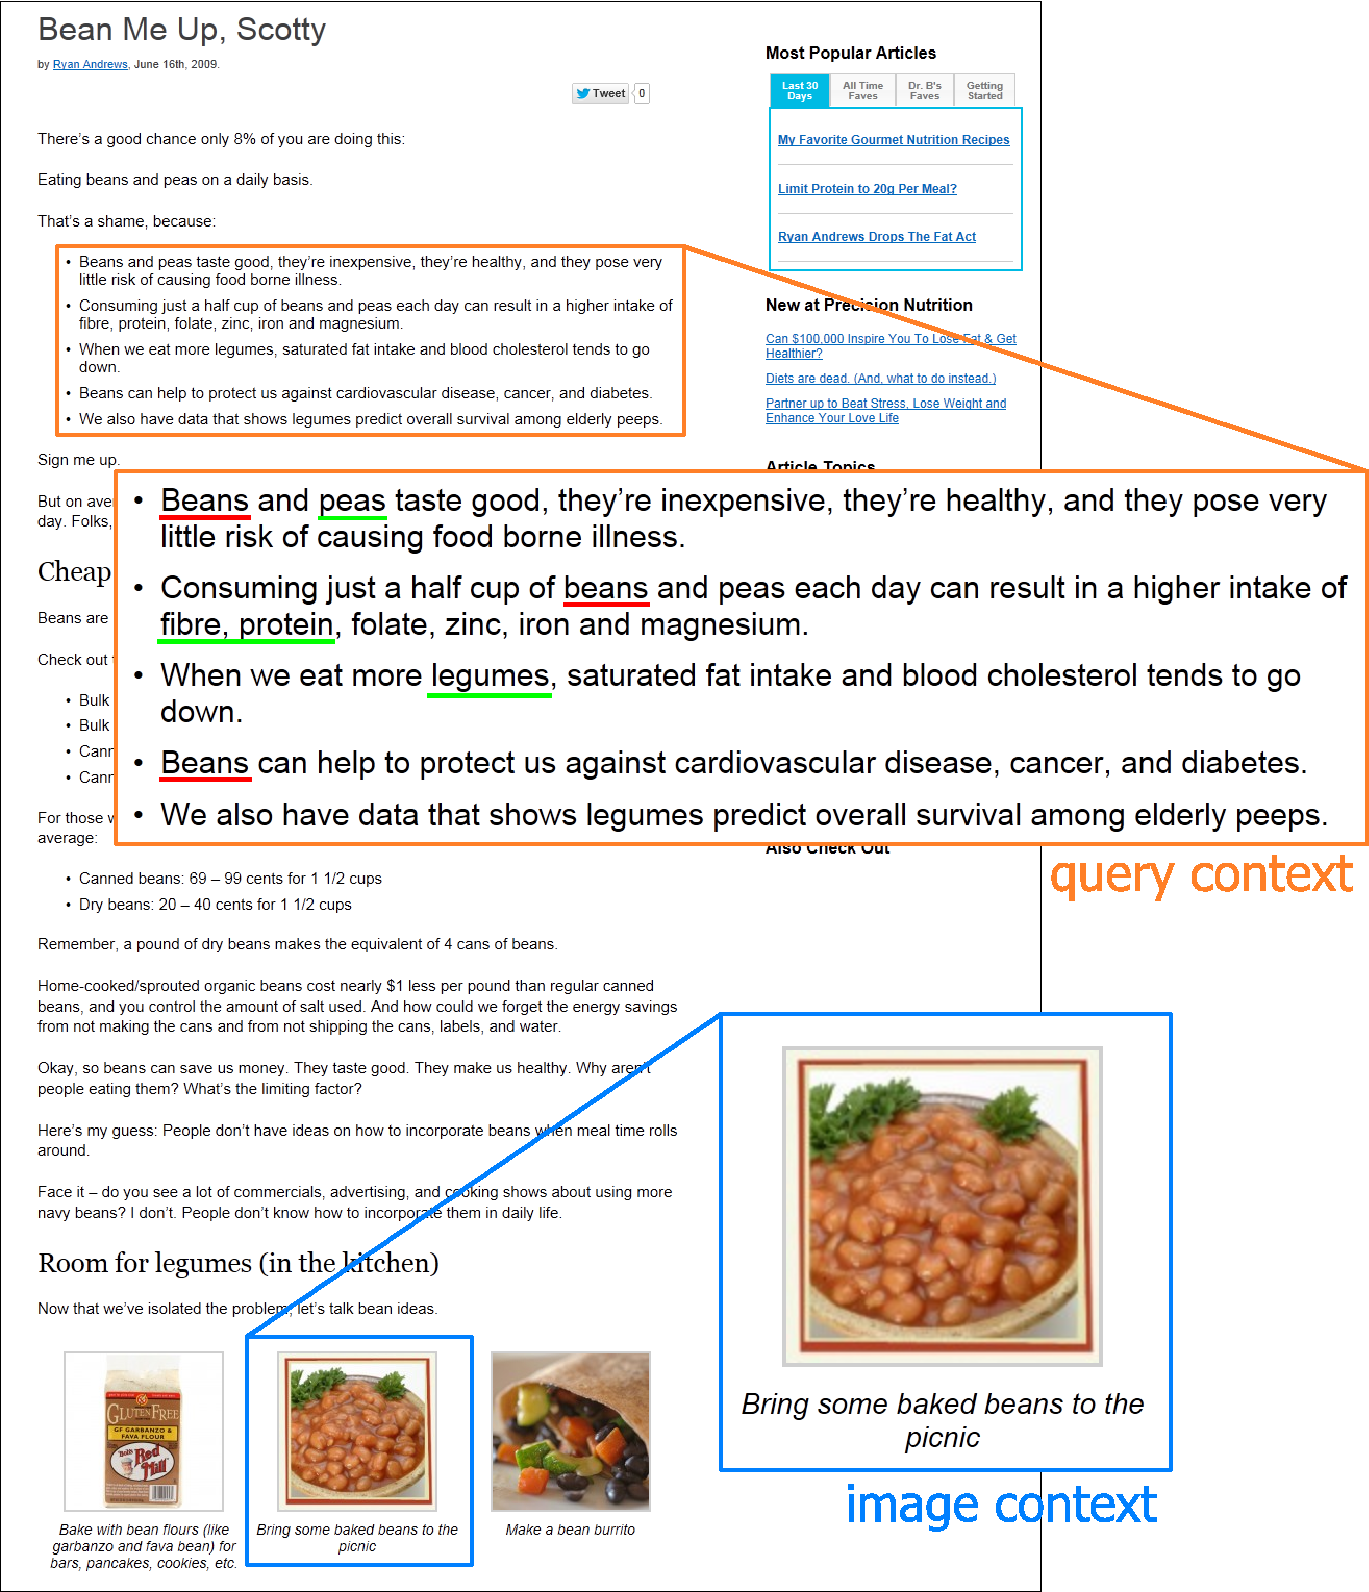 Bean Me Up, Scotty
by Ryan Andrews, June 16th, 2009.
Tweet 0
There's a good chance only 8% of you are doing this:
Eating beans and peas on a daily basis.
That's a shame, because:
• Beans and peas taste good, they're inexpensive, they're healthy, and they pose very
little risk of causing food borne illness.
• Consuming just a half cup of beans and peas each day can result in a higher intake of
fibre, protein, folate, zinc, iron and magnesium.
• When we eat more legumes, saturated fat intake and blood cholesterol tends to go
down.
• Beans can help to protect us against cardiovascular disease, cancer, and diabetes.
• We also have data that shows legumes predict overall survival among elderly peeps.
Sign me up.
But on aver
day. Folks,
Cheap
Beans are
Check out
• Bulk
• Bulk
• Cann
• Cann
For those w
average:
• Canned beans: 69 – 99 cents for 1 1/2 cups
• Dry beans: 20 – 40 cents for 1 1/2 cups
Remember, a pound of dry beans makes the equivalent of 4 cans of beans.
Home-cooked/sprouted organic beans cost nearly $1 less per pound than regular canned
beans, and you control the amount of salt used. And how could we forget the energy savings
from not making the cans and from not shipping the cans, labels, and water.
Okay, so beans can save us money. They taste good. They make us healthy. Why aren't
people eating them? What's the limiting factor?
Here's my guess: People don't have ideas on how to incorporate beans when meal time rolls
around.
Face it – do you see a lot of commercials, advertising, and cooking shows about using more
navy beans? I don't. People don't know how to incorporate them in daily life.
Room for legumes (in the kitchen)
Now that we've isolated the problem, let's talk bean ideas.
GLUTEN FREE
GF GARBANZO &
FAVA FLOUR
Bob's
Red
Mill
Bake with bean flours (like
garbanzo and fava bean) for
bars, pancakes, cookies, etc.
Bring some baked beans to the
picnic
Make a bean burrito
Most Popular Articles
Last 30
Days
All Time
Faves
Dr. B's
Faves
Getting
Started
My Favorite Gourmet Nutrition Recipes
Limit Protein to 20g Per Meal?
Ryan Andrews Drops The Fat Act
New at Precision Nutrition
Can $100,000 Inspire You To Lose Fat & Get
Healthier?
Diets are dead. (And, what to do instead.)
Partner up to Beat Stress, Lose Weight and
Enhance Your Love Life
Article Topics
• Beans and peas taste good, they're inexpensive, they're healthy, and they pose very
little risk of causing food borne illness.
• Consuming just a half cup of beans and peas each day can result in a higher intake of
fibre, protein, folate, zinc, iron and magnesium.
• When we eat more legumes, saturated fat intake and blood cholesterol tends to go
down.
• Beans can help to protect us against cardiovascular disease, cancer, and diabetes.
• We also have data that shows legumes predict overall survival among elderly peeps.
Also Check Out
query context
Bring some baked beans to the
picnic
image context